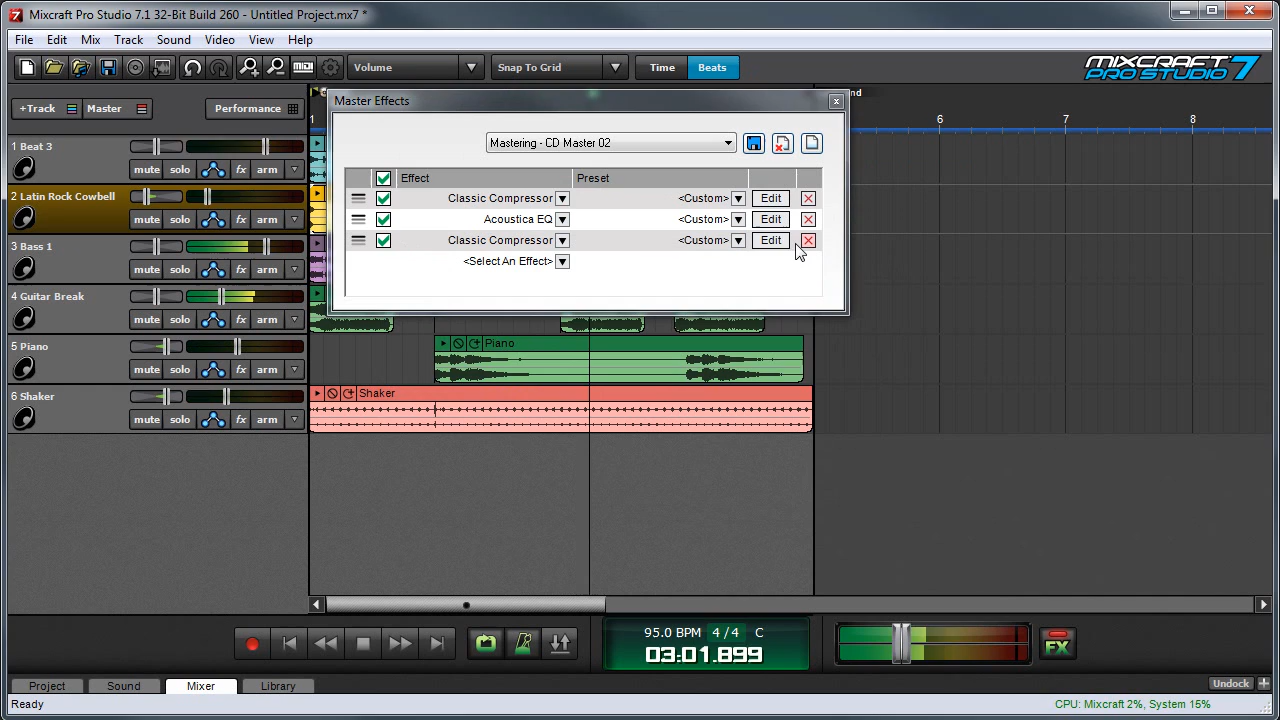 Mixcraft Pro Studio 7.1 32-Bit Build 260 - Untitled Project.mx7 *
File Edit Mix Track Sound Video View Help
Volume Snap To Grid Time Beats MIXCRAFT PRO STUDIO 7
+Track Master Performance
Master Effects
nd
1 6 7 8
Mastering - CD Master 02
Effect Preset
Classic Compressor <Custom> Edit
Acoustica EQ <Custom> Edit
Classic Compressor <Custom> Edit
<Select An Effect>
1 Beat 3
mute solo fx arm
2 Latin Rock Cowbell
mute solo fx arm
3 Bass 1
mute solo fx arm
4 Guitar Break
mute solo fx arm
5 Piano
mute solo fx arm
Piano
6 Shaker
mute solo fx arm
Shaker
95.0 BPM 4 / 4 C
03:01.899
FX
Project Sound Mixer Library Undock +
Ready CPU: Mixcraft 2%, System 15%